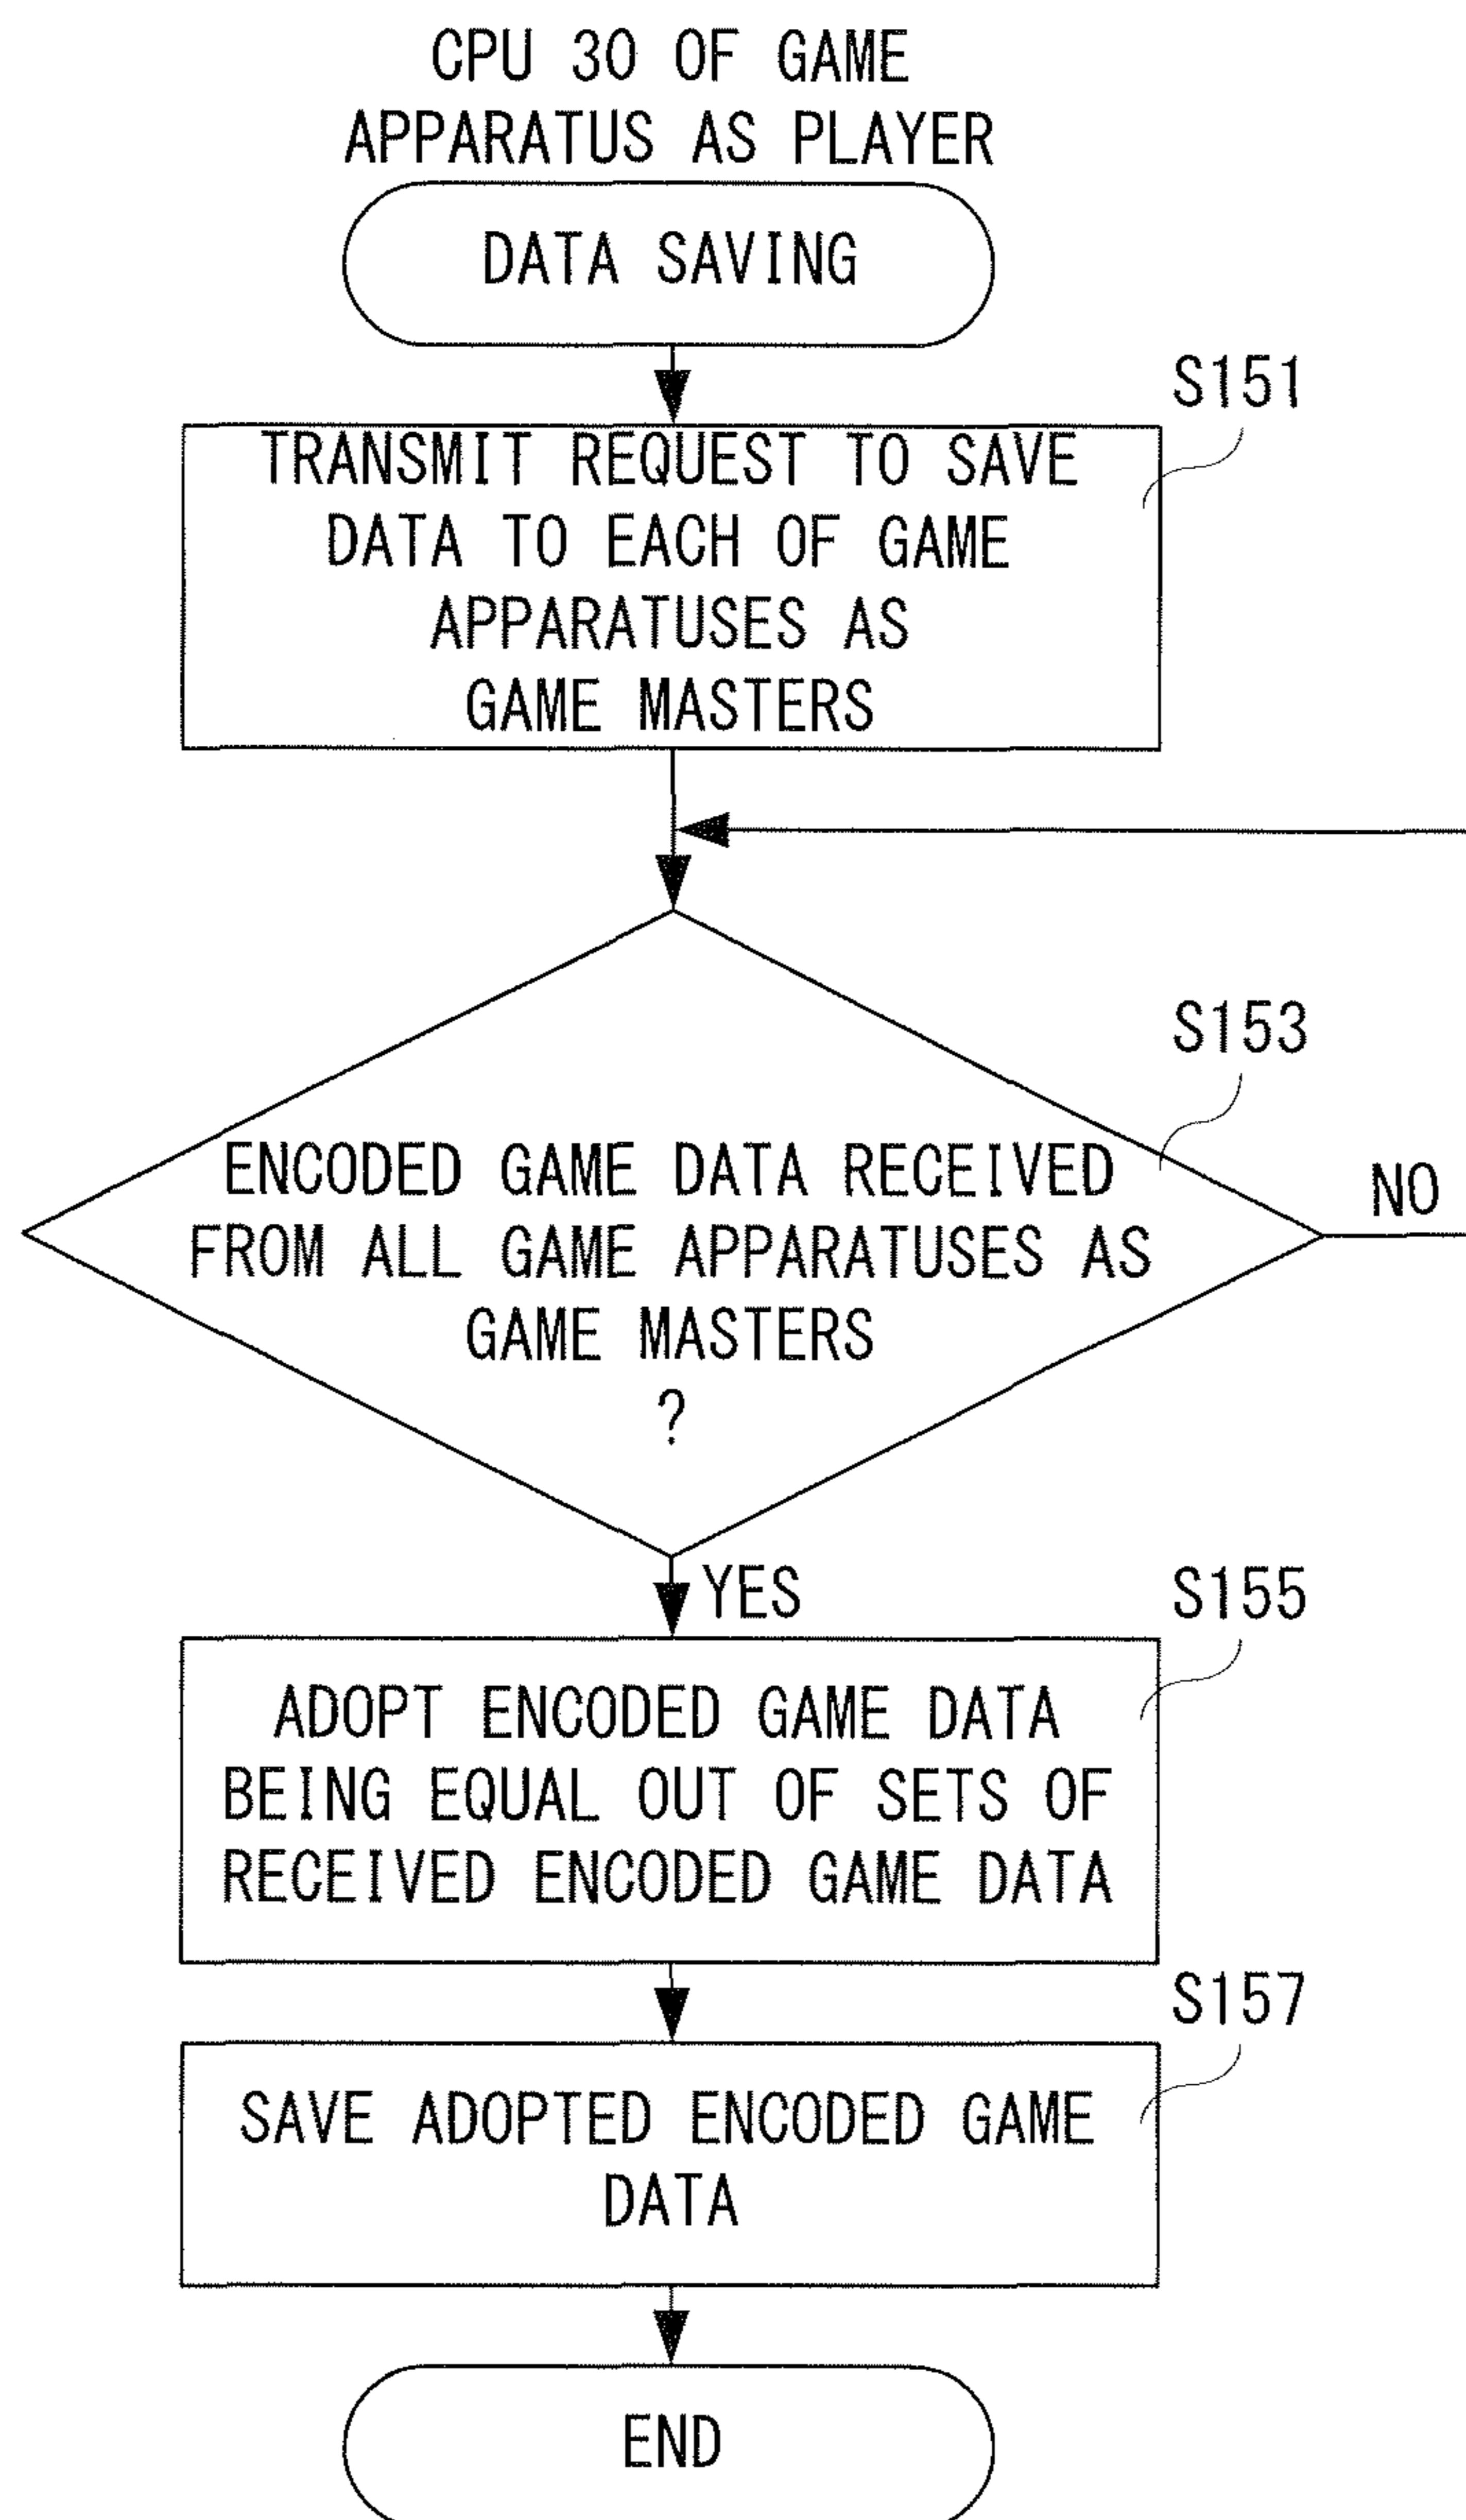 CPU 30 OF GAME
APPARATUS AS PLAYER
DATA SAVING
S151
TRANSMIT REQUEST TO SAVE
DATA TO EACH OF GAME
APPARATUSES AS
GAME MASTERS
S153
ENCODED GAME DATA RECEIVED
FROM ALL GAME APPARATUSES AS
GAME MASTERS
?
NO
YES
S155
ADOPT ENCODED GAME DATA
BEING EQUAL OUT OF SETS OF
RECEIVED ENCODED GAME DATA
S157
SAVE ADOPTED ENCODED GAME
DATA
END